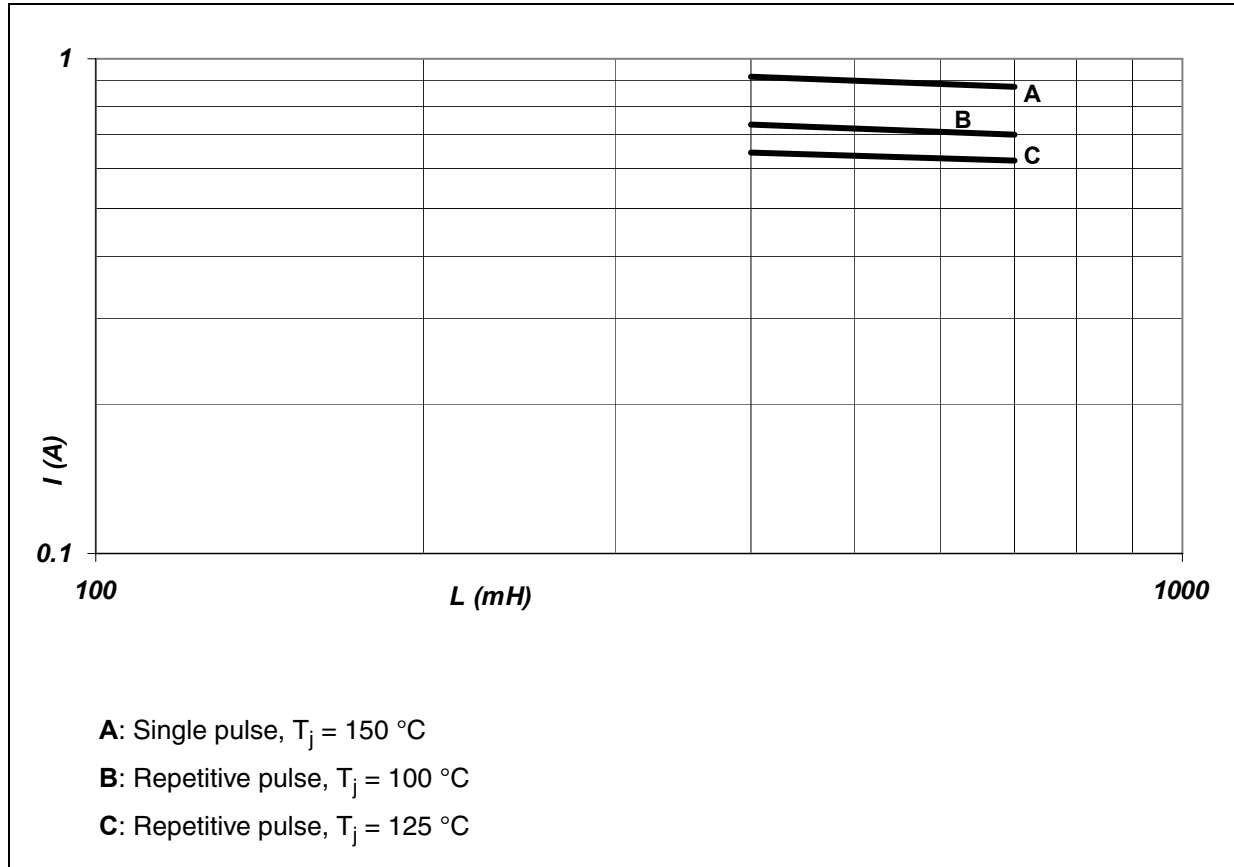 1
A
B
C
I (A)
0.1
100
L (mH)
1000
A: Single pulse, Tj = 150 °C
B: Repetitive pulse, Tj = 100 °C
C: Repetitive pulse, Tj = 125 °C